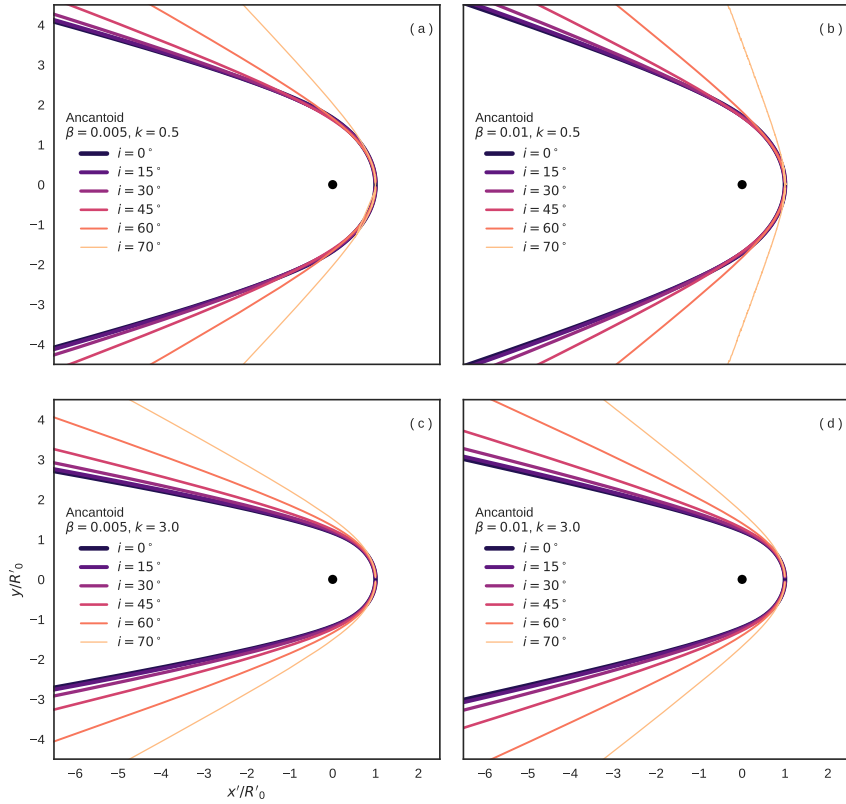 4
3
2
1
0
−1
−2
−3
−4
( a )
Ancantoid
β = 0.005, k = 0.5
i = 0°
i = 15°
i = 30°
i = 45°
i = 60°
i = 70°
( b )
Ancantoid
β = 0.01, k = 0.5
i = 0°
i = 15°
i = 30°
i = 45°
i = 60°
i = 70°
4
3
2
1
0
−1
−2
−3
−4
y/R′0
( c )
Ancantoid
β = 0.005, k = 3.0
i = 0°
i = 15°
i = 30°
i = 45°
i = 60°
i = 70°
−6 −5 −4 −3 −2 −1 0 1 2
x′/R′0
( d )
Ancantoid
β = 0.01, k = 3.0
i = 0°
i = 15°
i = 30°
i = 45°
i = 60°
i = 70°
−6 −5 −4 −3 −2 −1 0 1 2